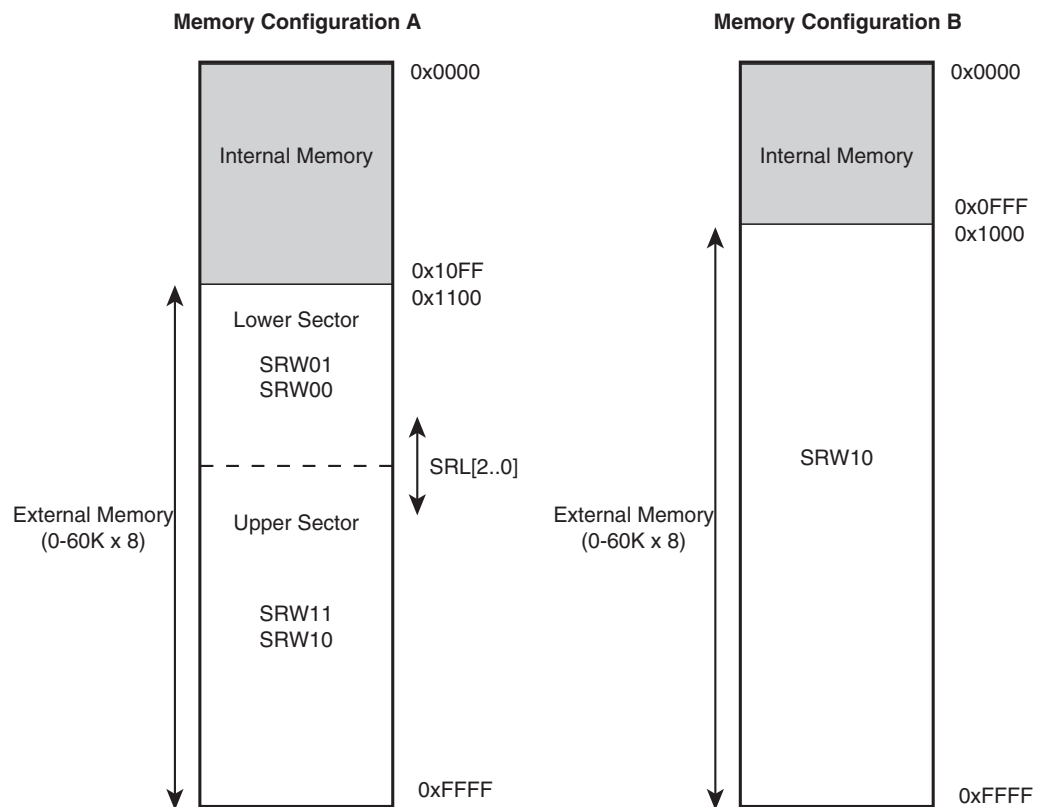 Memory Configuration A
0x0000
Internal Memory
0x10FF
0x1100
Lower Sector
SRW01
SRW00
SRL[2..0]
External Memory
(0-60K x 8)
Upper Sector
SRW11
SRW10
0xFFFF
Memory Configuration B
0x0000
Internal Memory
0x0FFF
0x1000
SRW10
External Memory
(0-60K x 8)
0xFFFF